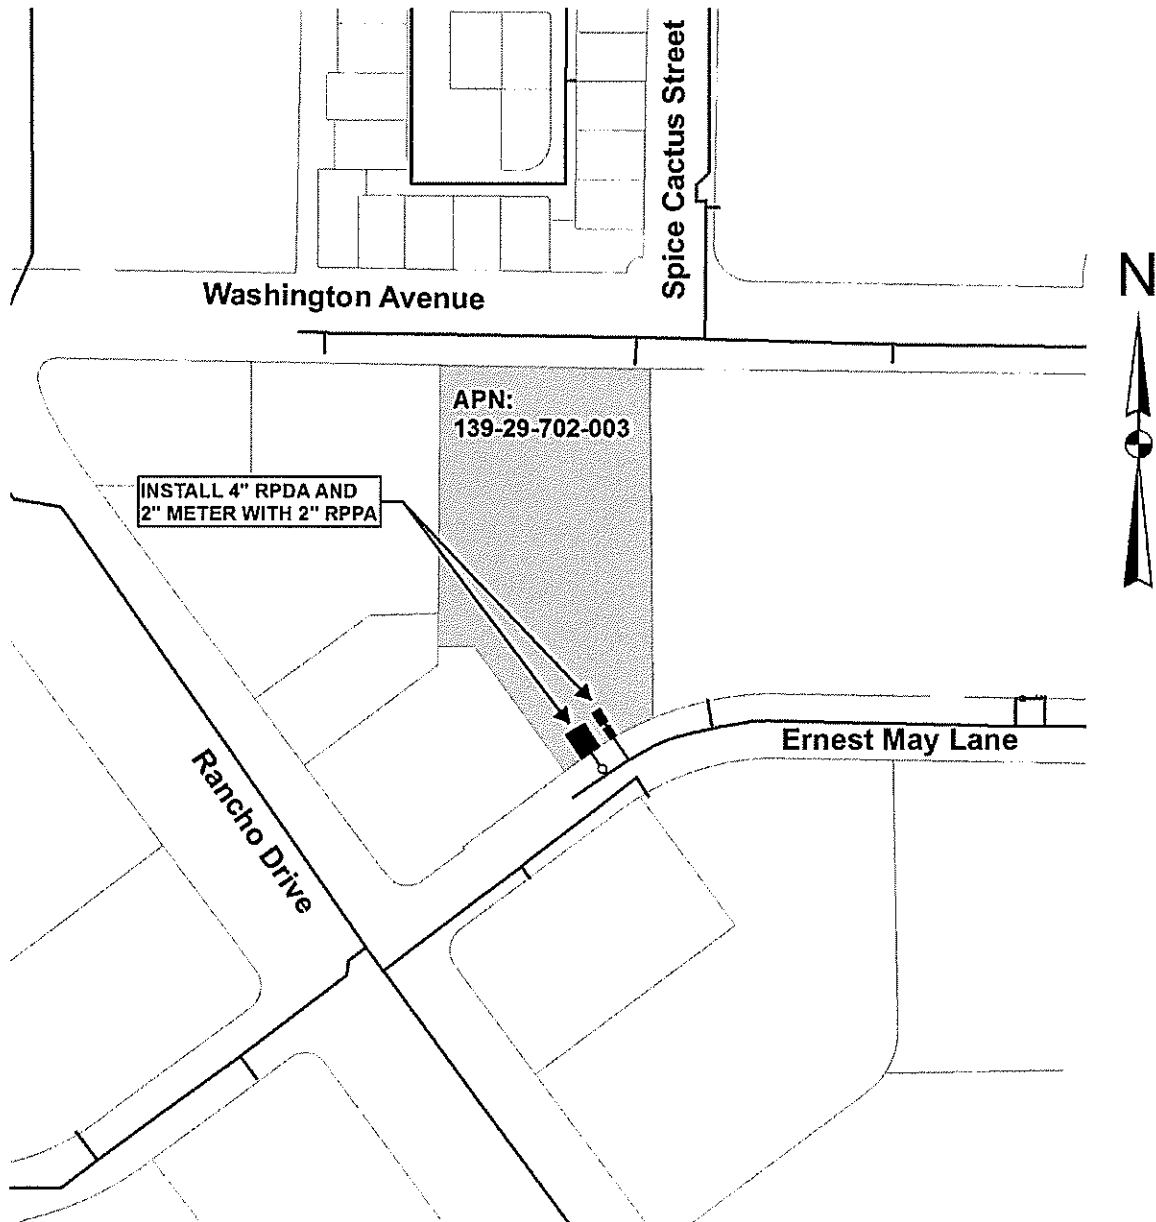 Spice Cactus Street
Washington Avenue
N
APN:
139-29-702-003
INSTALL 4" RPDA AND
2" METER WITH 2" RPPA
Ernest May Lane
Rancho Drive